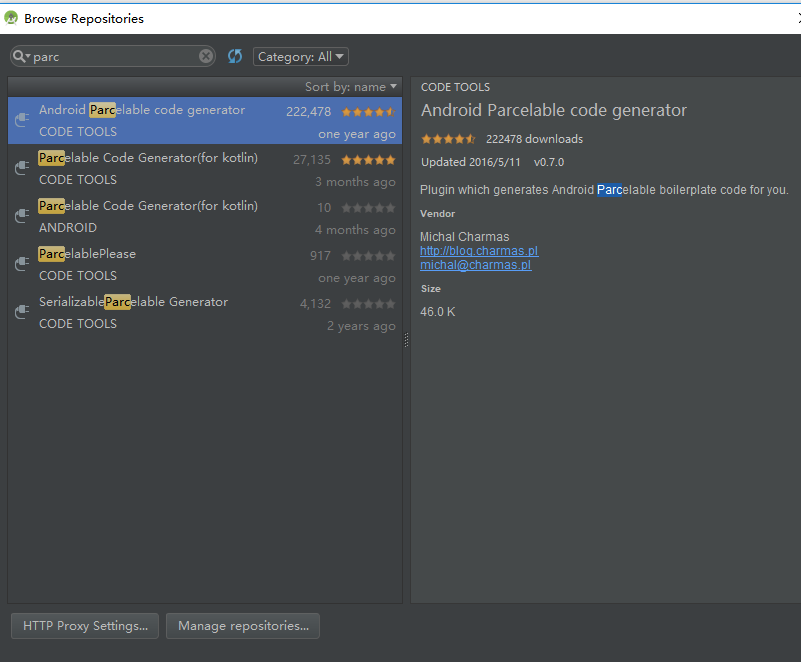 Browse Repositories
parc
Category: All
Sort by: name
Android Parcelable code generator 222,478
CODE TOOLS one year ago
Parcelable Code Generator(for kotlin) 27,135
CODE TOOLS 3 months ago
Parcelable Code Generator(for kotlin) 10
ANDROID 4 months ago
ParcelablePlease 917
CODE TOOLS one year ago
SerializableParcelable Generator 4,132
CODE TOOLS 2 years ago
CODE TOOLS
Android Parcelable code generator
222478 downloads
Updated 2016/5/11 v0.7.0
Plugin which generates Android Parcelable boilerplate code for you.
Vendor
Michal Charmas
http://blog.charmas.pl
michal@charmas.pl
Size
46.0 K
HTTP Proxy Settings... Manage repositories...